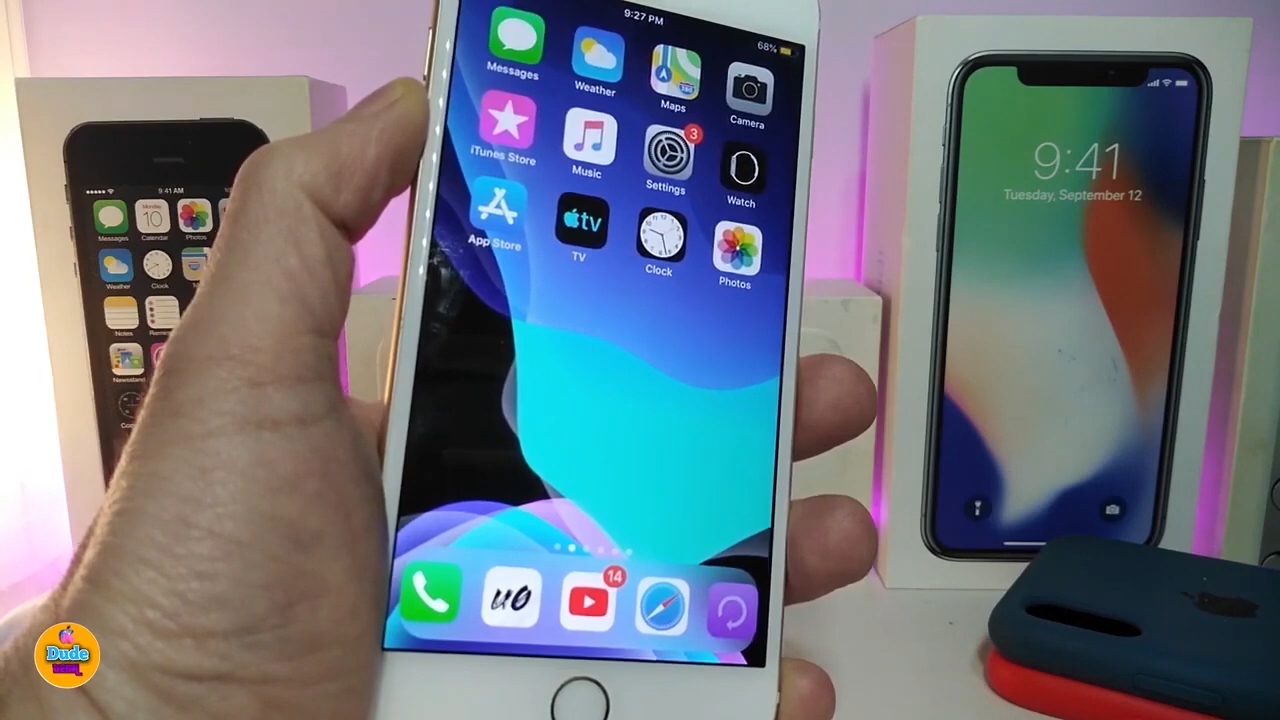 9:27 PM
68%
Messages
Weather
Maps
Camera
iTunes Store
Music
3
Settings
Watch
App Store
tv
TV
Clock
Photos
14
uO
9:41 AM
Messages
Calendar
Photos
Monday
10
Weather
Clock
Notes
Newsstand
9:41
Tuesday, September 12
Dude